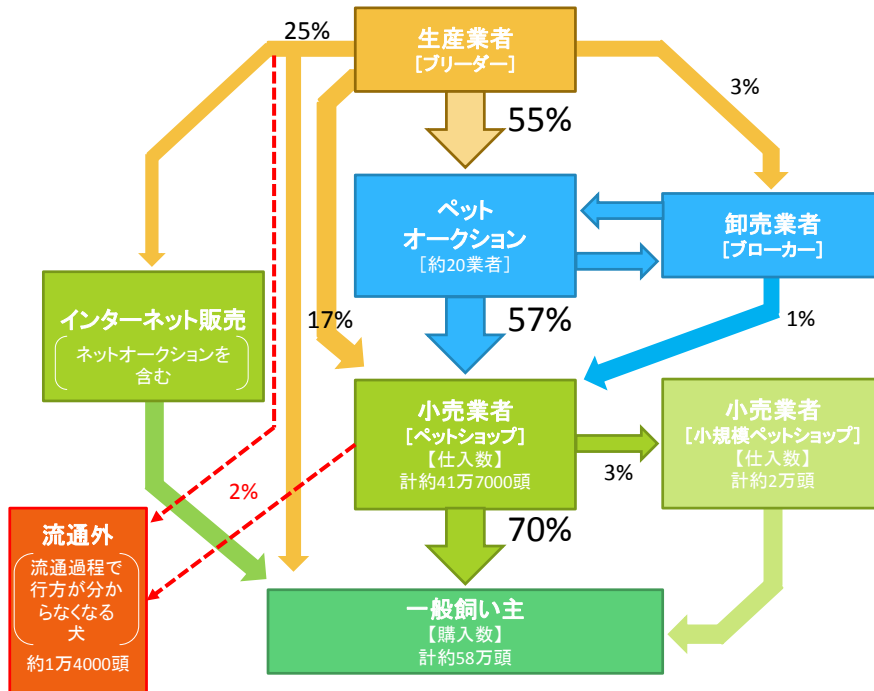 25%
生産業者
[ブリーダー]
3%
55%
ペット
オークション
[約20業者]
卸売業者
[ブローカー]
インターネット販売
ネットオークションを
含む
17%
57%
1%
小売業者
[ペットショップ]
【仕入数】
計約41万7000頭
3%
小売業者
[小規模ペットショップ]
【仕入数】
計約2万頭
2%
70%
流通外
流通過程で
行方が分か
らなくなる
犬
約1万4000頭
一般飼い主
【購入数】
計約58万頭